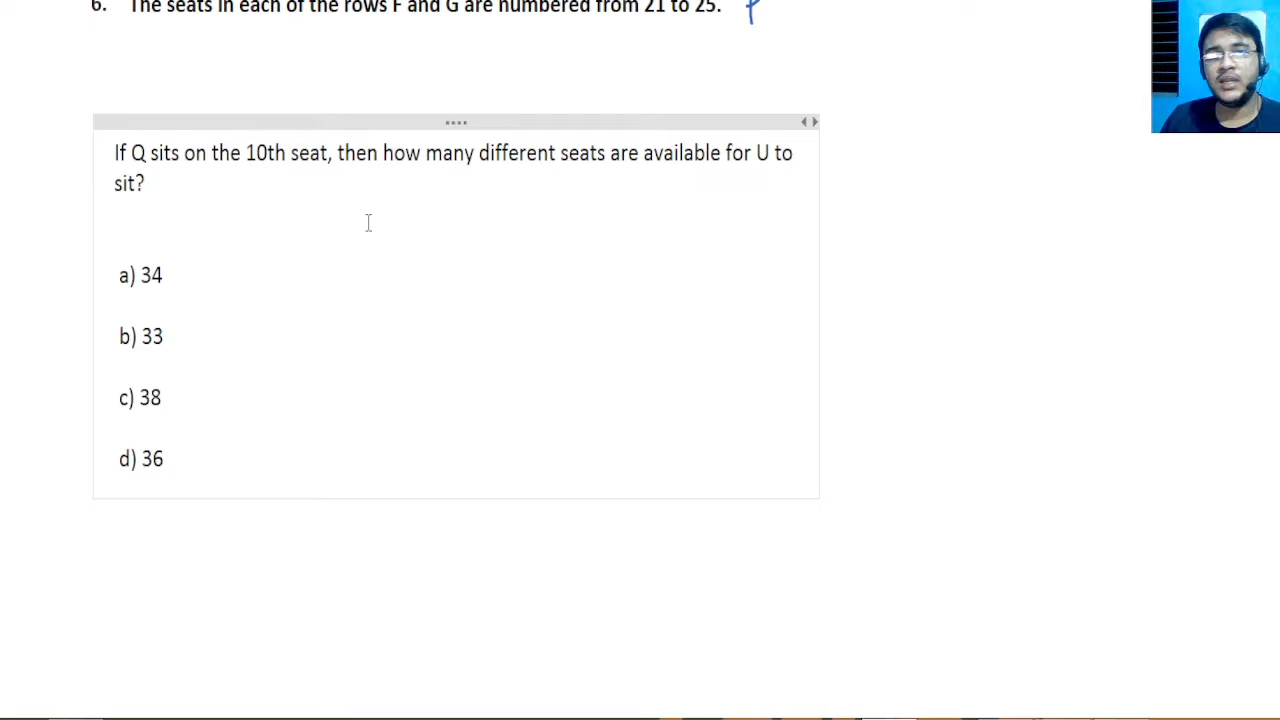 6. The seats in each of the rows F and G are numbered from 21 to 25.
If Q sits on the 10th seat, then how many different seats are available for U to
sit?
a) 34
b) 33
c) 38
d) 36